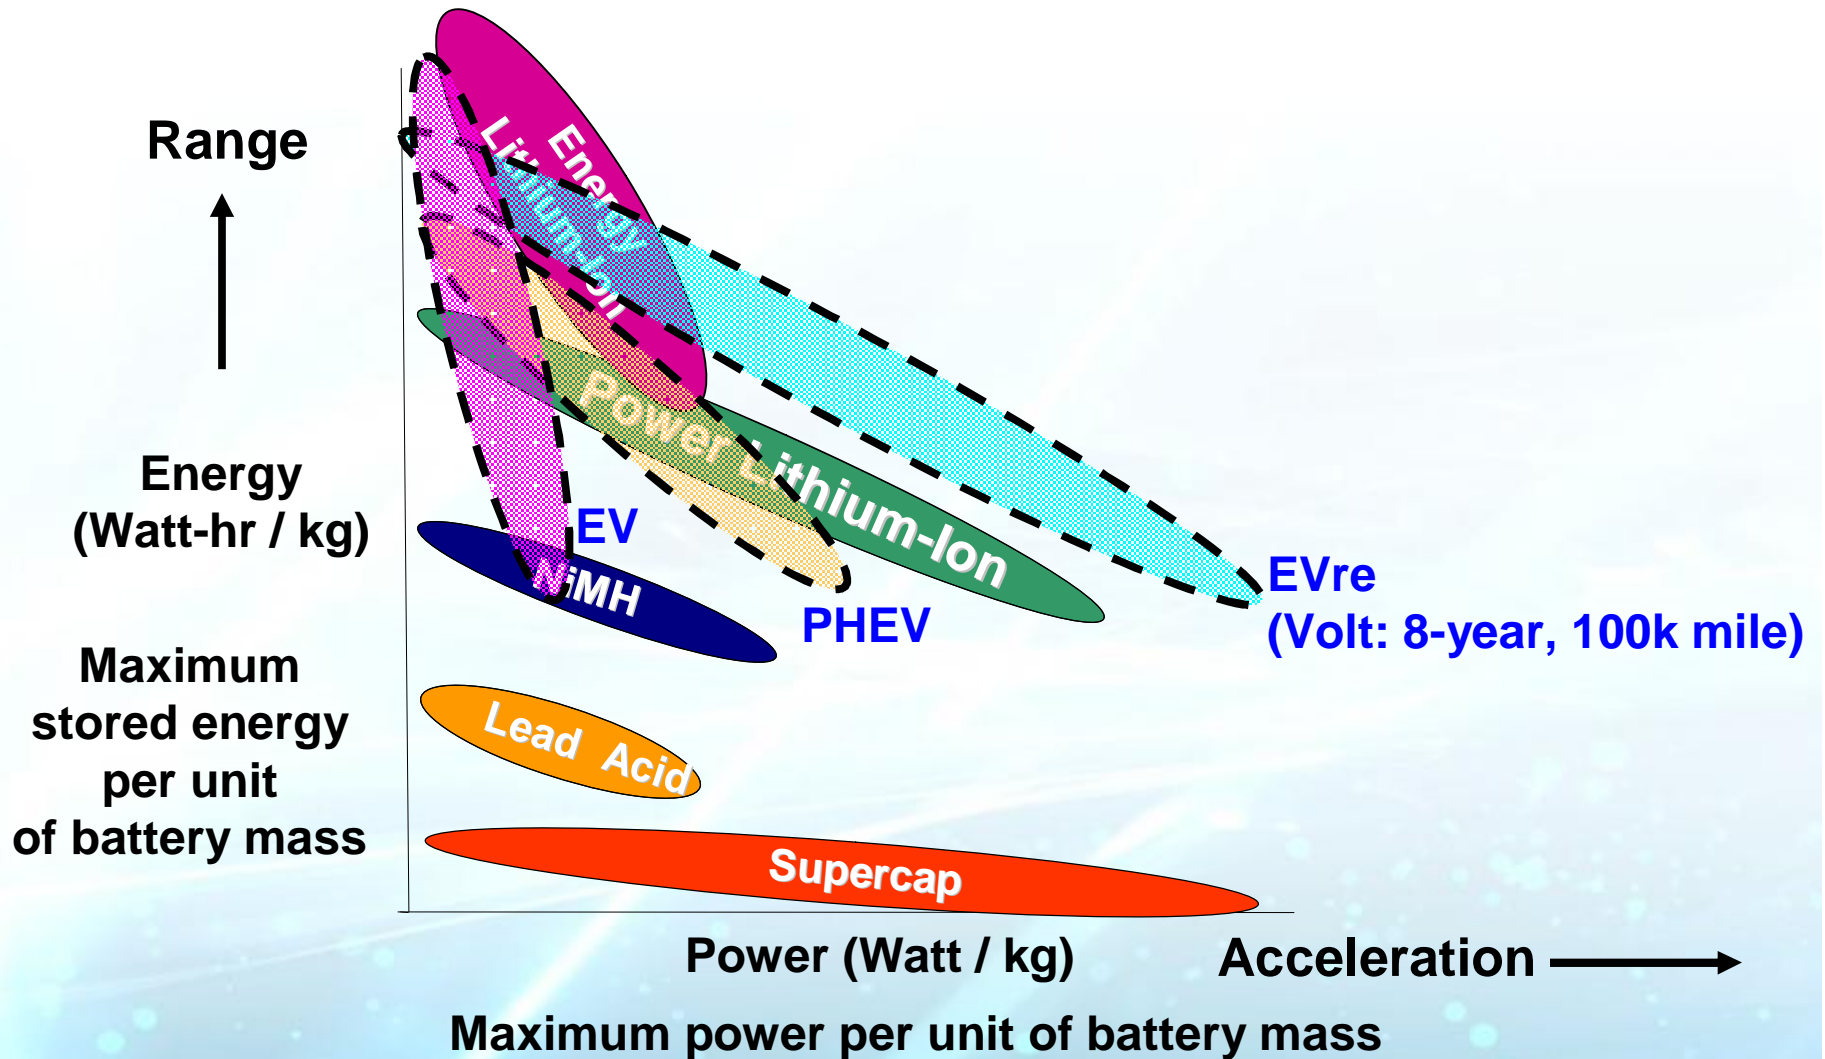 Range
Energy
(Watt-hr / kg)
Maximum
stored energy
per unit
of battery mass
Energy
Lithium-Ion
Power Lithium-Ion
EV
NiMH
PHEV
EVre
(Volt: 8-year, 100k mile)
Lead Acid
Supercap
Power (Watt / kg)
Acceleration
Maximum power per unit of battery mass